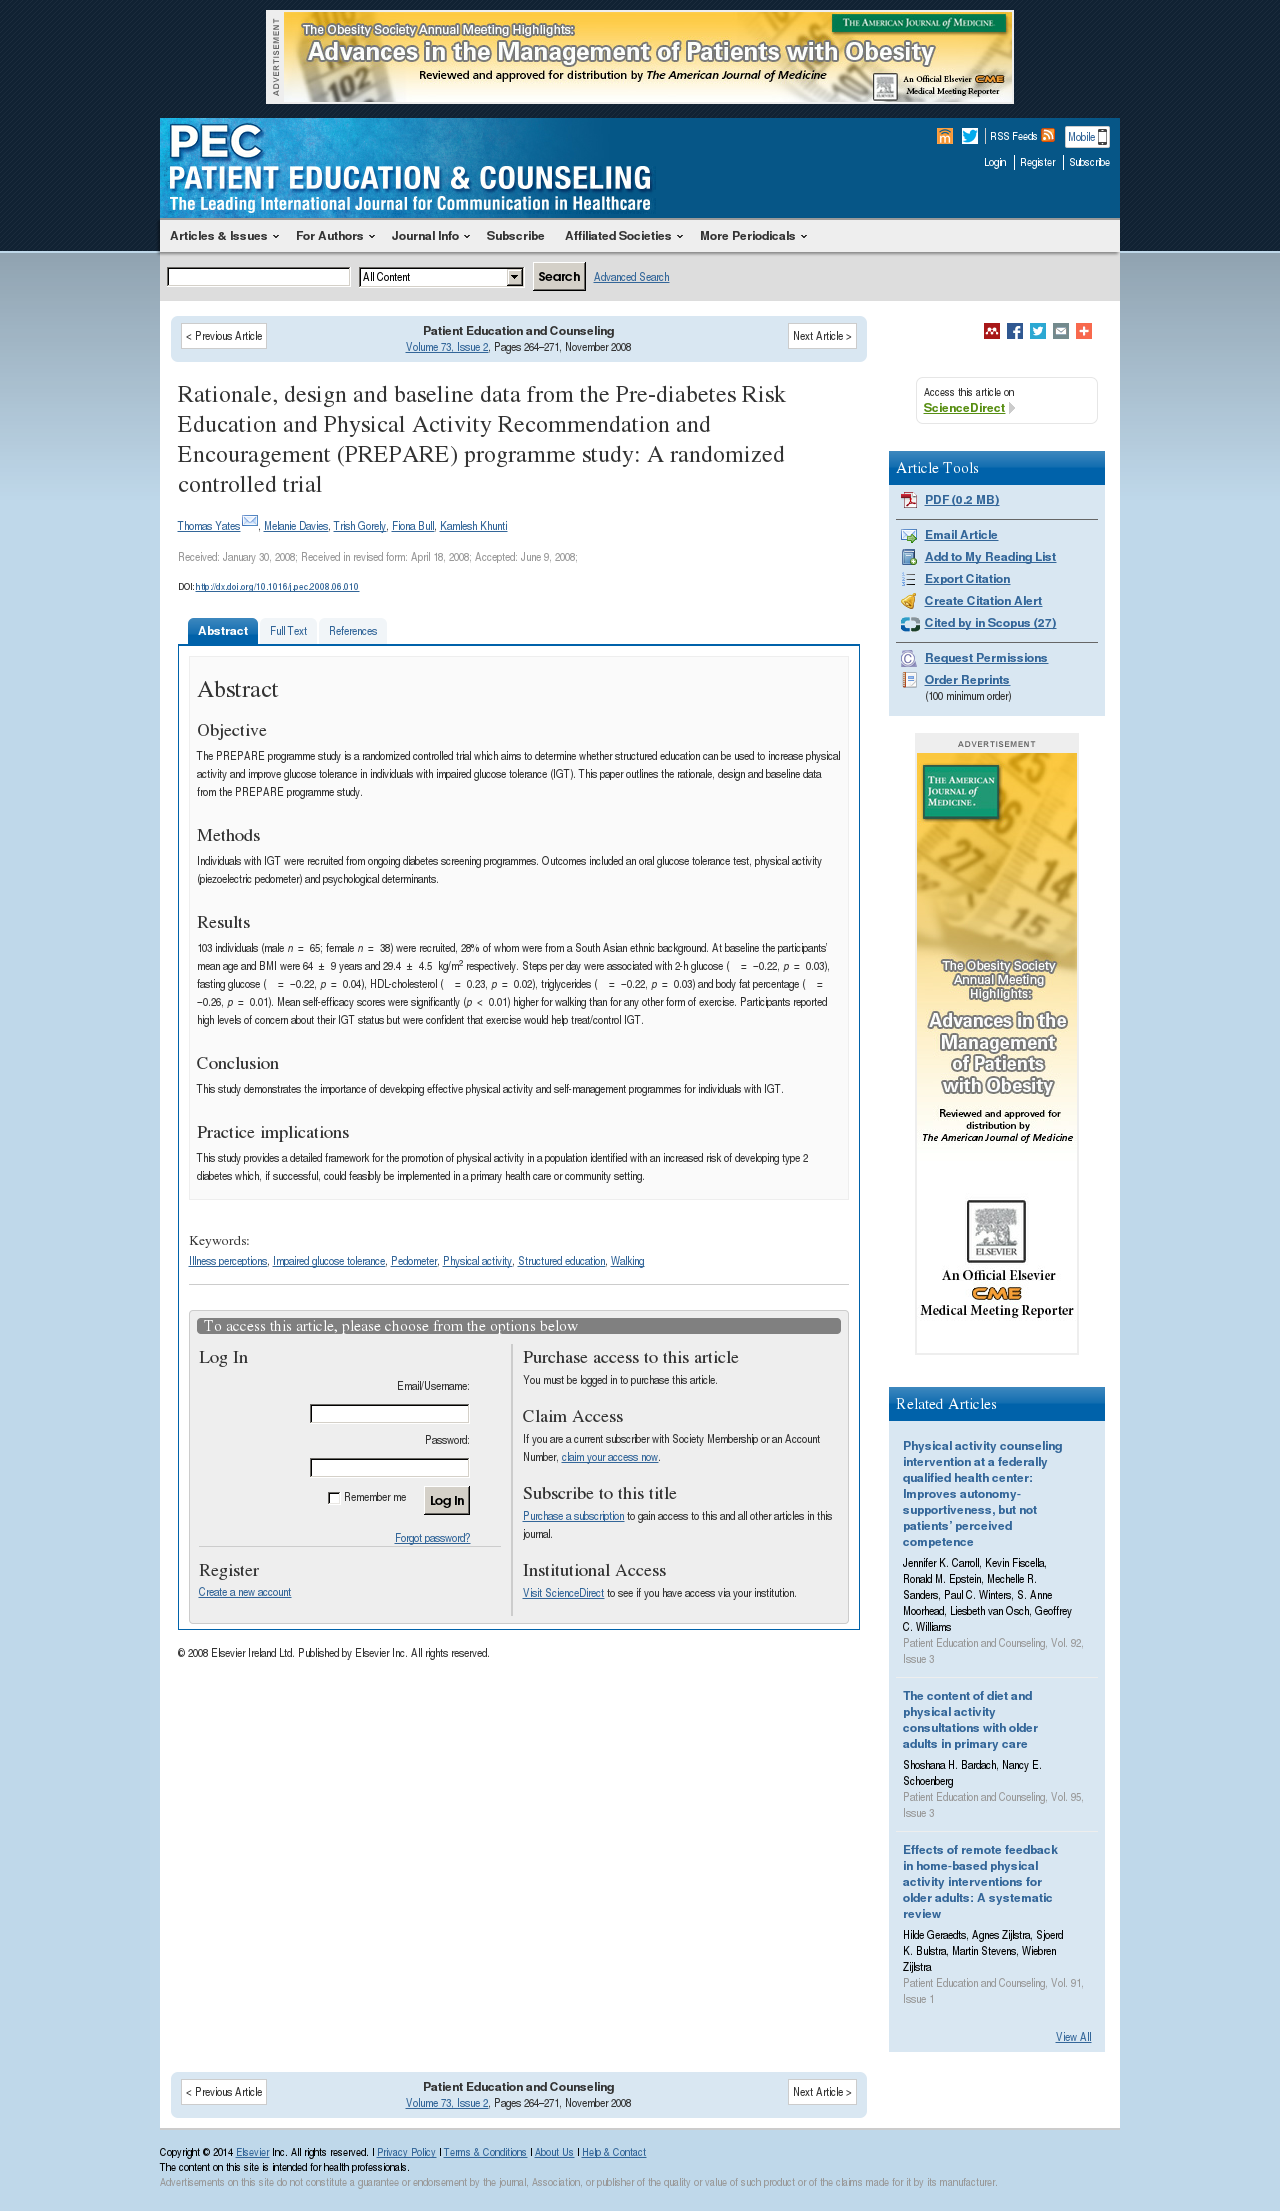 ADVERTISEMENT
The Obesity Society Annual Meeting Highlights:
THE AMERICAN JOURNAL of MEDICINE
Advances in the Management of Patients with Obesity
Reviewed and approved for distribution by The American Journal of Medicine
ELSEVIER
An Official Elsevier CME
Medical Meeting Reporter
PEC
PATIENT EDUCATION & COUNSELING
The Leading International Journal for Communication in Healthcare
RSS Feeds
Mobile
Login
Register
Subscribe
Articles & Issues
For Authors
Journal Info
Subscribe
Affiliated Societies
More Periodicals
All Content
Search
Advanced Search
< Previous Article
Patient Education and Counseling
Volume 73, Issue 2, Pages 264–271, November 2008
Next Article >
Rationale, design and baseline data from the Pre-diabetes Risk
Education and Physical Activity Recommendation and
Encouragement (PREPARE) programme study: A randomized
controlled trial
Thomas Yates, Melanie Davies, Trish Gorely, Fiona Bull, Kamlesh Khunti
Received: January 30, 2008; Received in revised form: April 18, 2008; Accepted: June 9, 2008;
DOI: http://dx.doi.org/10.1016/j.pec.2008.06.010
Abstract
Full Text
References
Abstract
Objective
The PREPARE programme study is a randomized controlled trial which aims to determine whether structured education can be used to increase physical
activity and improve glucose tolerance in individuals with impaired glucose tolerance (IGT). This paper outlines the rationale, design and baseline data
from the PREPARE programme study.
Methods
Individuals with IGT were recruited from ongoing diabetes screening programmes. Outcomes included an oral glucose tolerance test, physical activity
(piezoelectric pedometer) and psychological determinants.
Results
103 individuals (male n = 65; female n = 38) were recruited, 28% of whom were from a South Asian ethnic background. At baseline the participants’
mean age and BMI were 64 ± 9 years and 29.4 ± 4.5 kg/m2 respectively. Steps per day were associated with 2-h glucose ( = −0.22, p = 0.03),
fasting glucose ( = −0.22, p = 0.04), HDL-cholesterol ( = 0.23, p = 0.02), triglycerides ( = −0.22, p = 0.03) and body fat percentage ( =
−0.26, p = 0.01). Mean self-efficacy scores were significantly (p < 0.01) higher for walking than for any other form of exercise. Participants reported
high levels of concern about their IGT status but were confident that exercise would help treat/control IGT.
Conclusion
This study demonstrates the importance of developing effective physical activity and self-management programmes for individuals with IGT.
Practice implications
This study provides a detailed framework for the promotion of physical activity in a population identified with an increased risk of developing type 2
diabetes which, if successful, could feasibly be implemented in a primary health care or community setting.
Keywords:
Illness perceptions, Impaired glucose tolerance, Pedometer, Physical activity, Structured education, Walking
To access this article, please choose from the options below
Log In
Email/Username:
Password:
Remember me
Log In
Forgot password?
Register
Create a new account
Purchase access to this article
You must be logged in to purchase this article.
Claim Access
If you are a current subscriber with Society Membership or an Account
Number, claim your access now.
Subscribe to this title
Purchase a subscription to gain access to this and all other articles in this
journal.
Institutional Access
Visit ScienceDirect to see if you have access via your institution.
© 2008 Elsevier Ireland Ltd. Published by Elsevier Inc. All rights reserved.
Access this article on
ScienceDirect
Article Tools
PDF (0.2 MB)
Email Article
Add to My Reading List
Export Citation
Create Citation Alert
Cited by in Scopus (27)
Request Permissions
Order Reprints
(100 minimum order)
ADVERTISEMENT
THE AMERICAN
JOURNAL of
MEDICINE.
The Obesity Society
Annual Meeting
Highlights:
Advances in the
Management
of Patients
with Obesity
Reviewed and approved for
distribution by
The American Journal of Medicine
ELSEVIER
An Official Elsevier
CME
Medical Meeting Reporter
Related Articles
Physical activity counseling
intervention at a federally
qualified health center:
Improves autonomy-
supportiveness, but not
patients’ perceived
competence
Jennifer K. Carroll, Kevin Fiscella,
Ronald M. Epstein, Mechelle R.
Sanders, Paul C. Winters, S. Anne
Moorhead, Liesbeth van Osch, Geoffrey
C. Williams
Patient Education and Counseling, Vol. 92,
Issue 3
The content of diet and
physical activity
consultations with older
adults in primary care
Shoshana H. Bardach, Nancy E.
Schoenberg
Patient Education and Counseling, Vol. 95,
Issue 3
Effects of remote feedback
in home-based physical
activity interventions for
older adults: A systematic
review
Hilde Geraedts, Agnes Zijlstra, Sjoerd
K. Bulstra, Martin Stevens, Wiebren
Zijlstra
Patient Education and Counseling, Vol. 91,
Issue 1
View All
< Previous Article
Patient Education and Counseling
Volume 73, Issue 2, Pages 264–271, November 2008
Next Article >
Copyright © 2014 Elsevier Inc. All rights reserved. | Privacy Policy | Terms & Conditions | About Us | Help & Contact
The content on this site is intended for health professionals.
Advertisements on this site do not constitute a guarantee or endorsement by the journal, Association, or publisher of the quality or value of such product or of the claims made for it by its manufacturer.